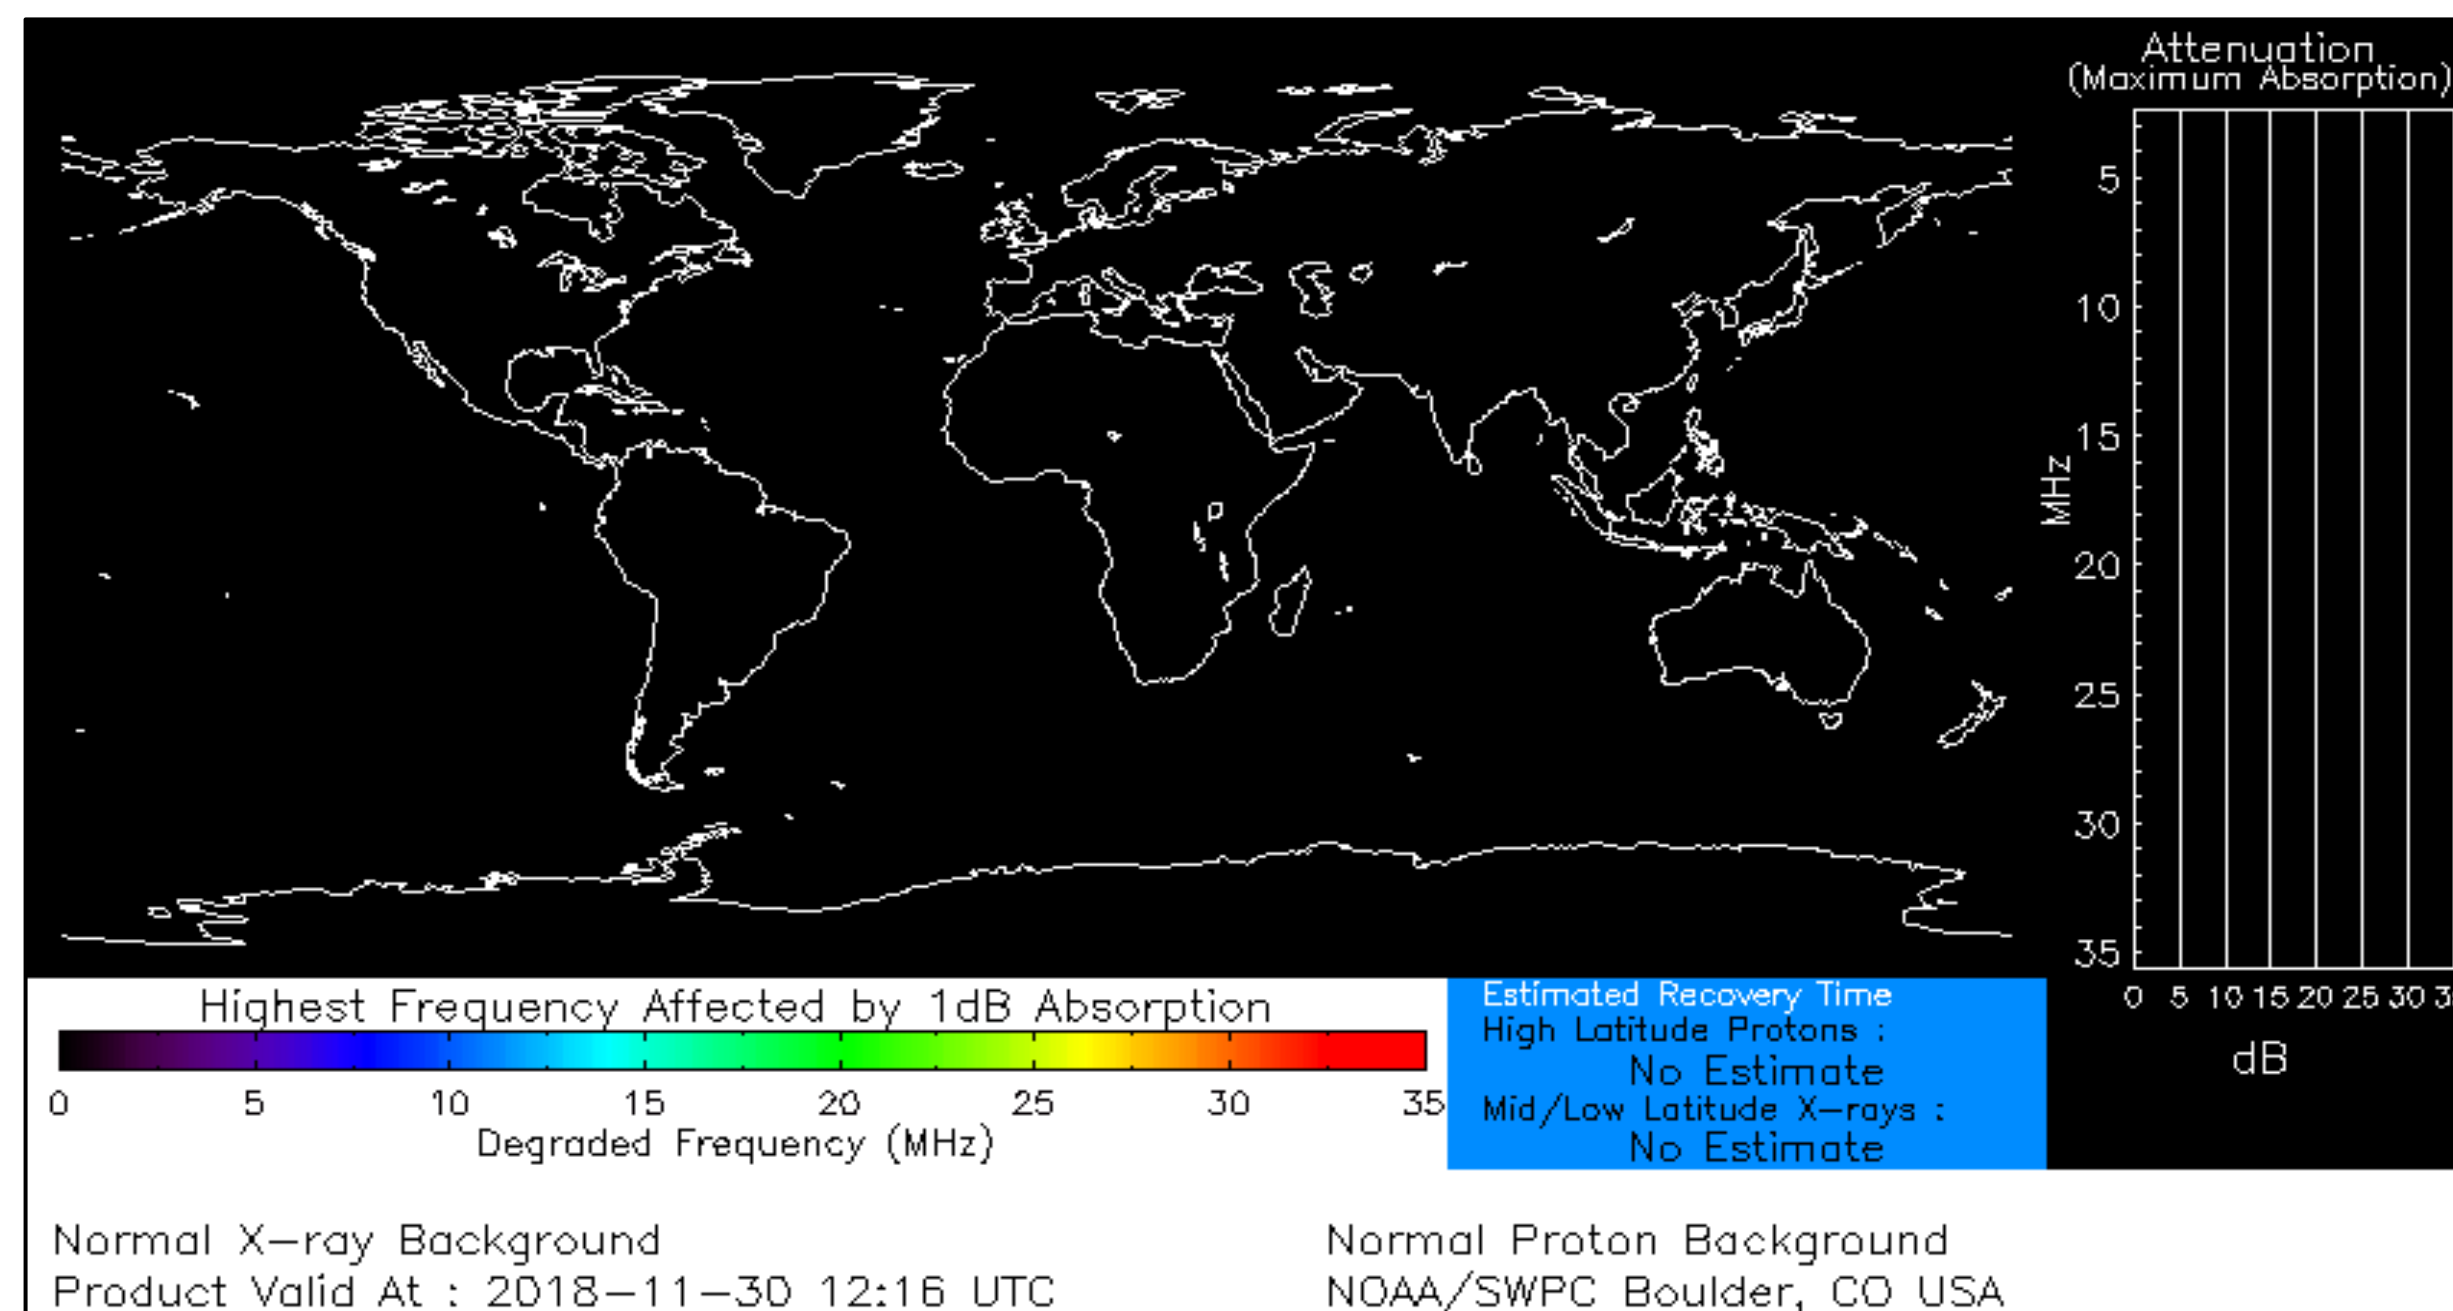 Attenuation
(Maximum Absorption)
5
10
15
20
25
30
35
MHz
0 5 10 15 20 25 30
dB
Highest Frequency Affected by 1dB Absorption
0 5 10 15 20 25 30 35
Degraded Frequency (MHz)
Estimated Recovery Time
High Latitude Protons :
No Estimate
Mid/Low Latitude X-rays :
No Estimate
Normal X-ray Background
Normal Proton Background
Product Valid At : 2018-11-30 12:16 UTC
NOAA/SWPC Boulder, CO USA